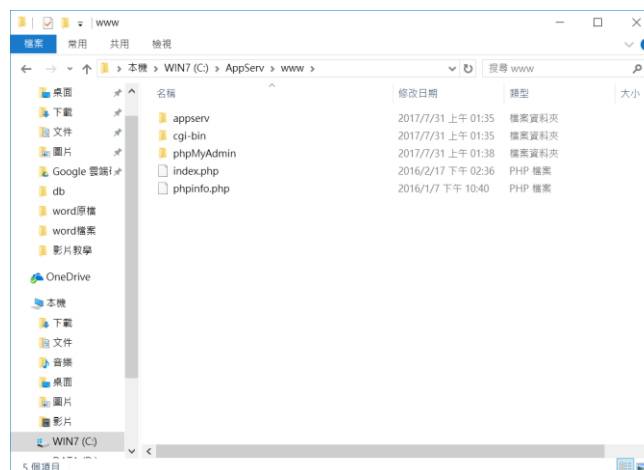 www
檔案 常用 共用 檢視
本機 WIN7 (C:) AppServ www
搜尋 www
桌面
下載
文件
圖片
Google 雲端
db
word原檔
word檔案
影片教學
OneDrive
本機
下載
文件
音樂
桌面
圖片
影片
WIN7 (C:)
名稱 修改日期 類型 大小
appserv 2017/7/31 上午 01:35 檔案資料夾
cgi-bin 2017/7/31 上午 01:35 檔案資料夾
phpMyAdmin 2017/7/31 上午 01:38 檔案資料夾
index.php 2016/2/17 下午 02:36 PHP 檔案
phpinfo.php 2016/1/7 下午 10:40 PHP 檔案
5 個項目